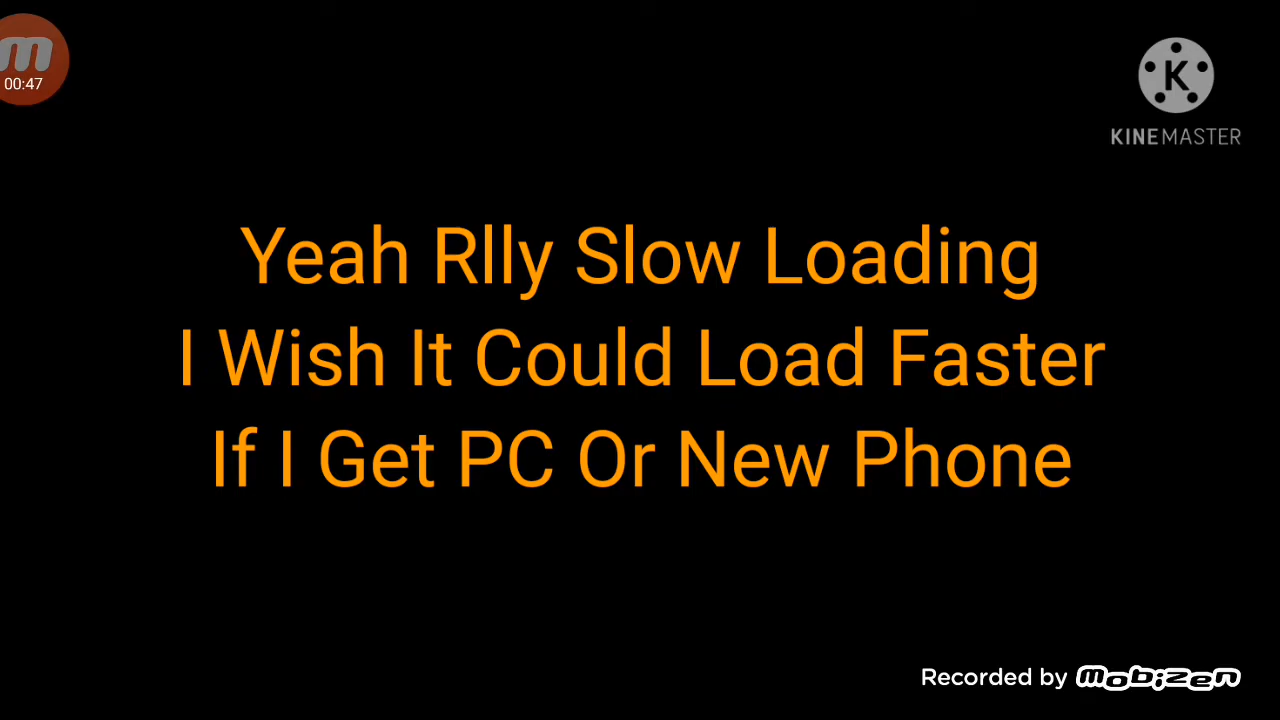 m
00:47
K
KINEMASTER
Yeah Rlly Slow Loading
I Wish It Could Load Faster
If I Get PC Or New Phone
Recorded by mobizen